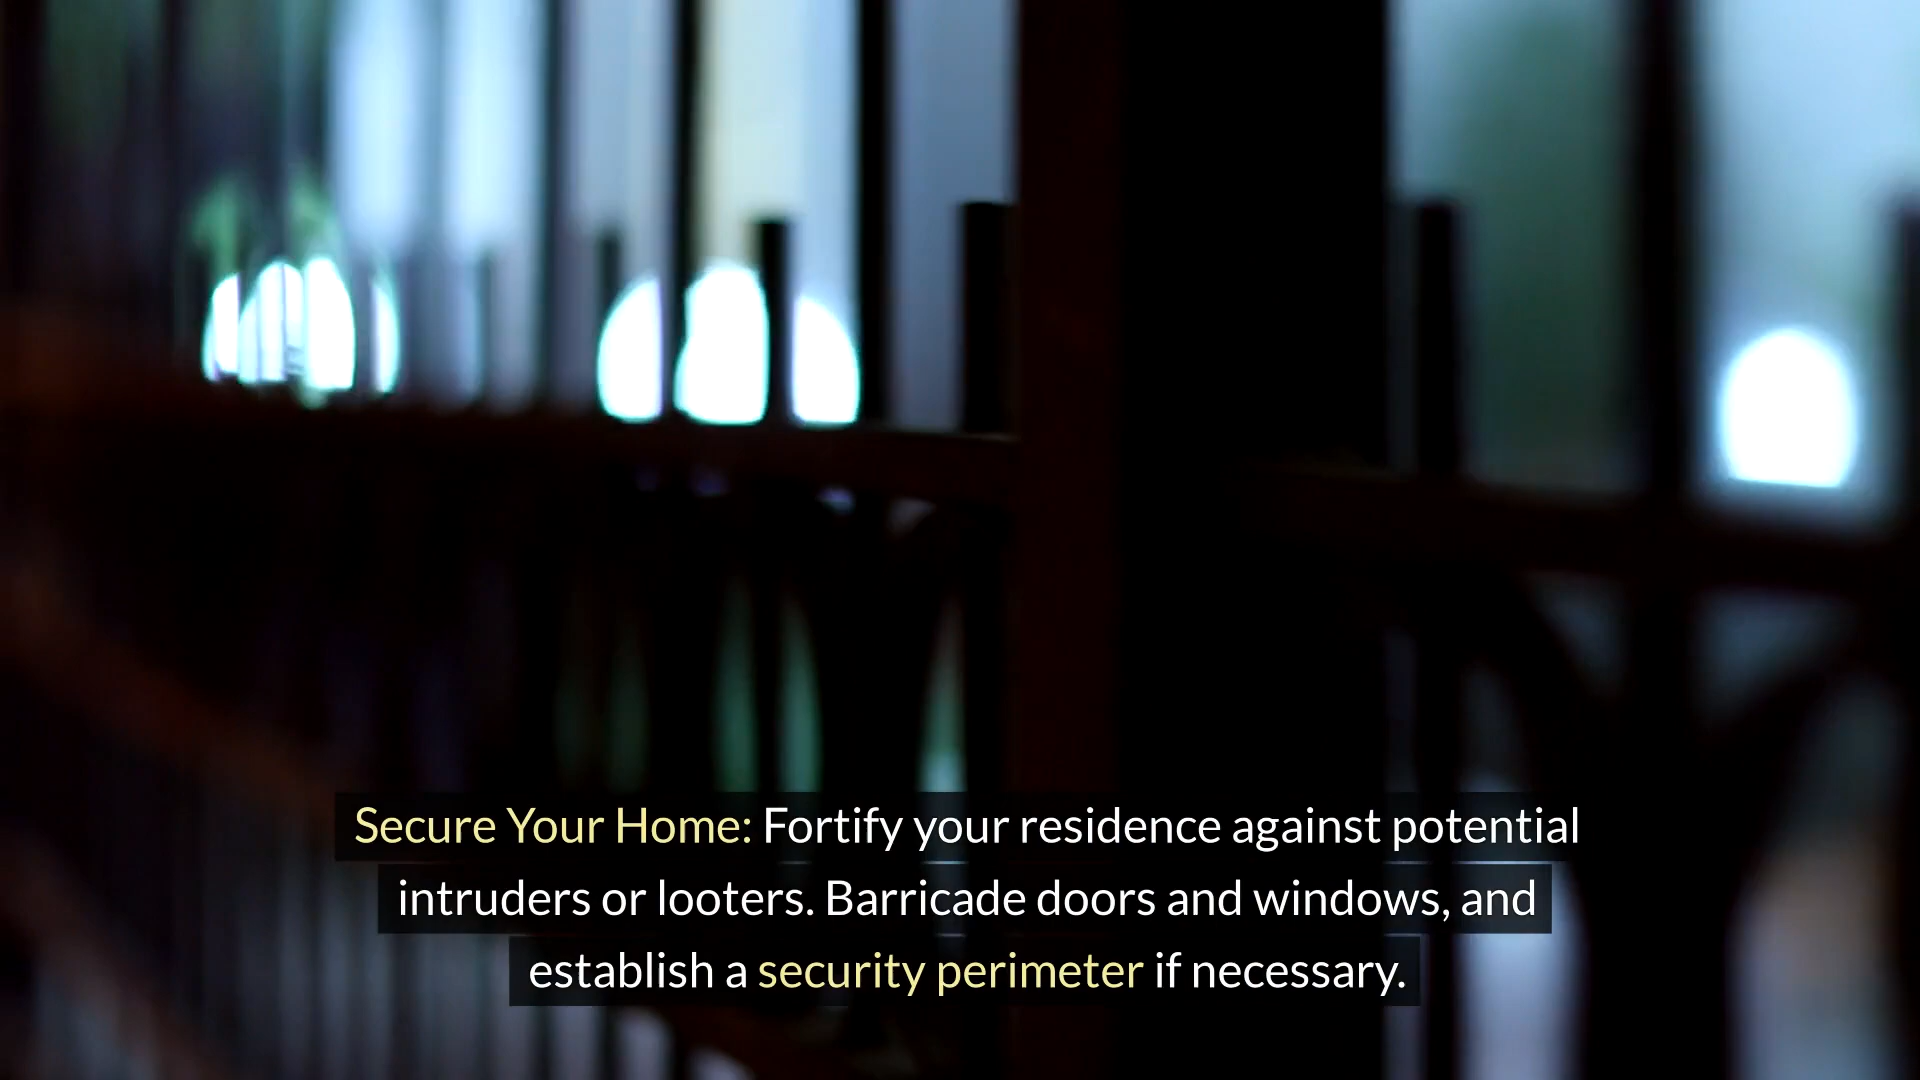 Secure Your Home: Fortify your residence against potential
intruders or looters. Barricade doors and windows, and
establish a security perimeter if necessary.